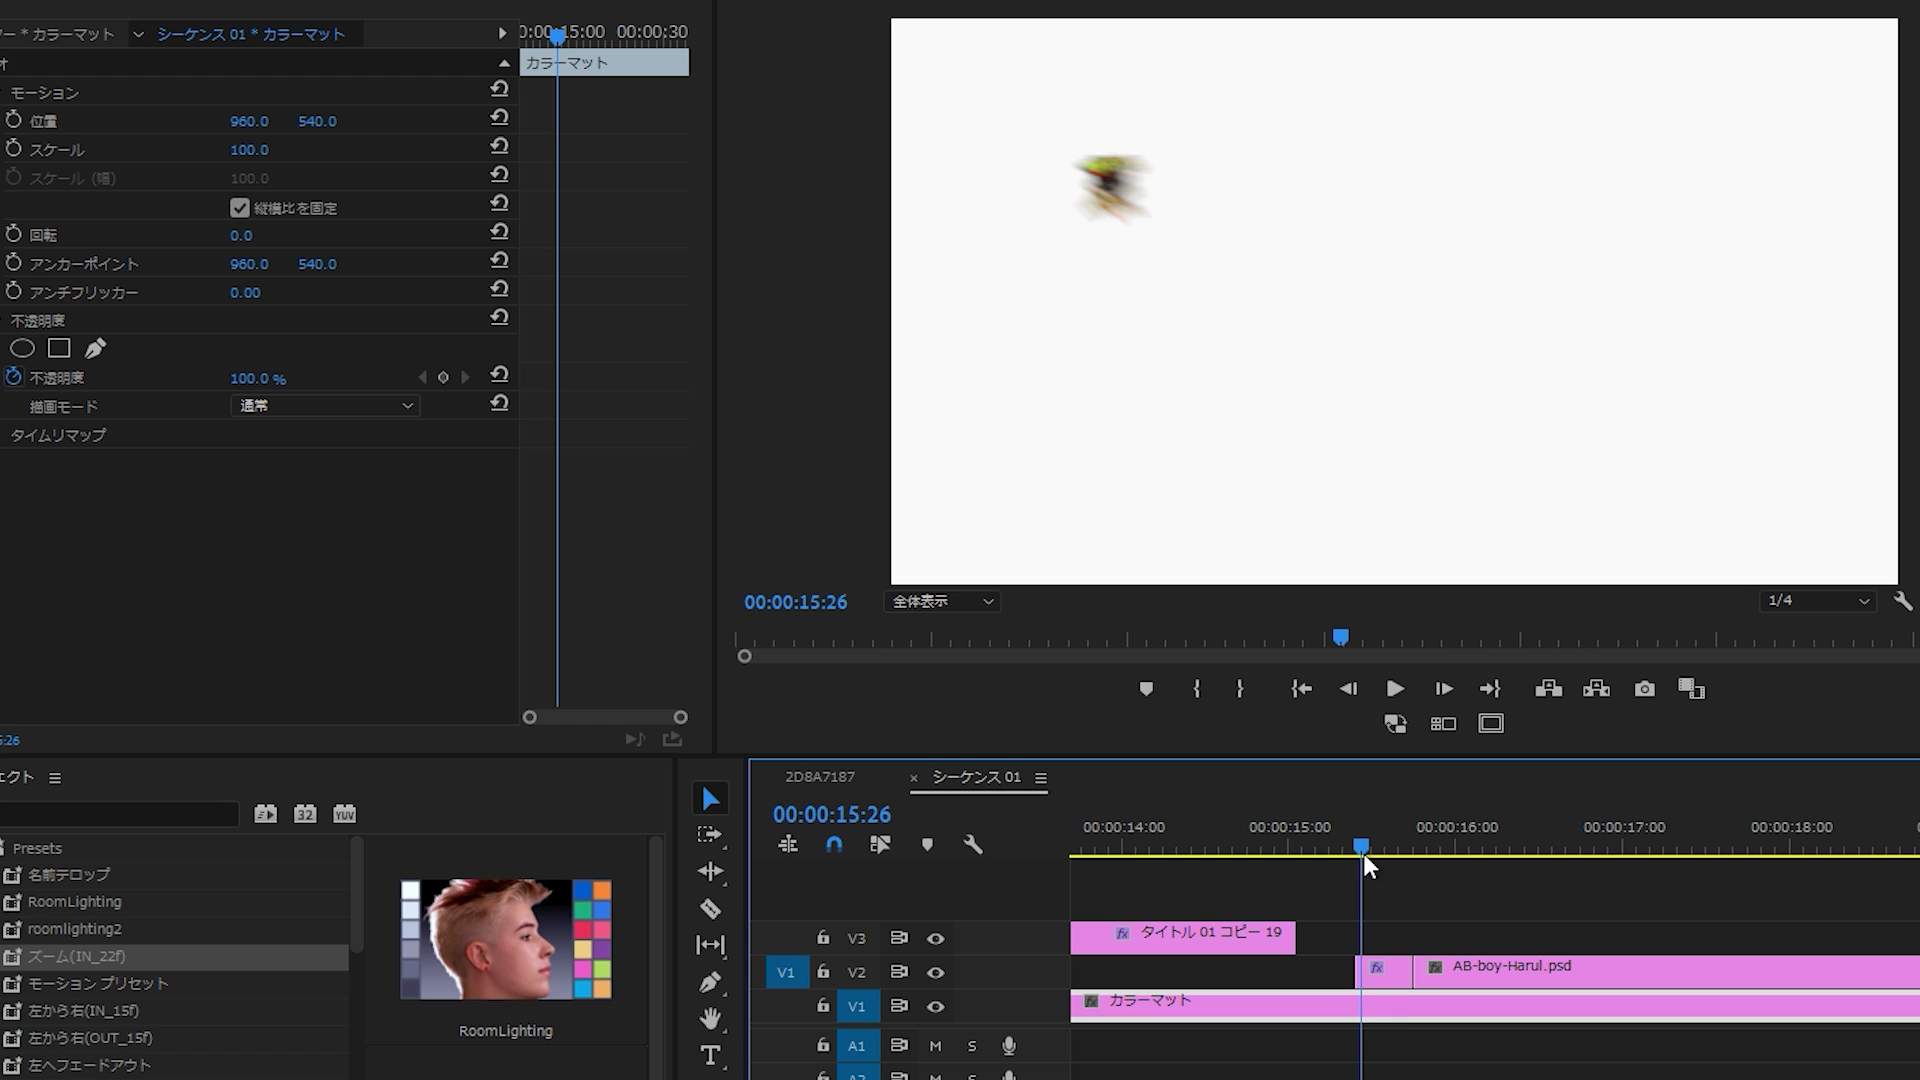 ー * カラーマット
シーケンス 01 * カラーマット
00:00:30
カラーマット
モーション
位置 960.0 540.0
スケール 100.0
スケール (幅) 100.0
縦横比を固定
回転 0.0
アンカーポイント 960.0 540.0
アンチフリッカー 0.00
不透明度
不透明度 100.0 %
描画モード 通常
タイムリマップ
5:26
00:00:15:26 全体表示 1/4
ェクト
32 YUV
Presets
名前テロップ
RoomLighting
roomlighting2
ズーム(IN_22f)
モーション プリセット
左から右(IN_15f)
左から右(OUT_15f)
左へフェードアウト
RoomLighting
2D8A7187 × シーケンス 01
00:00:15:26
00:00:14:00 00:00:15:00 00:00:16:00 00:00:17:00 00:00:18:00
V3 fx タイトル 01 コピー 19
V1 V2 fx fx AB-boy-Harul.psd
V1 fx カラーマット
A1 M S
A2 M S